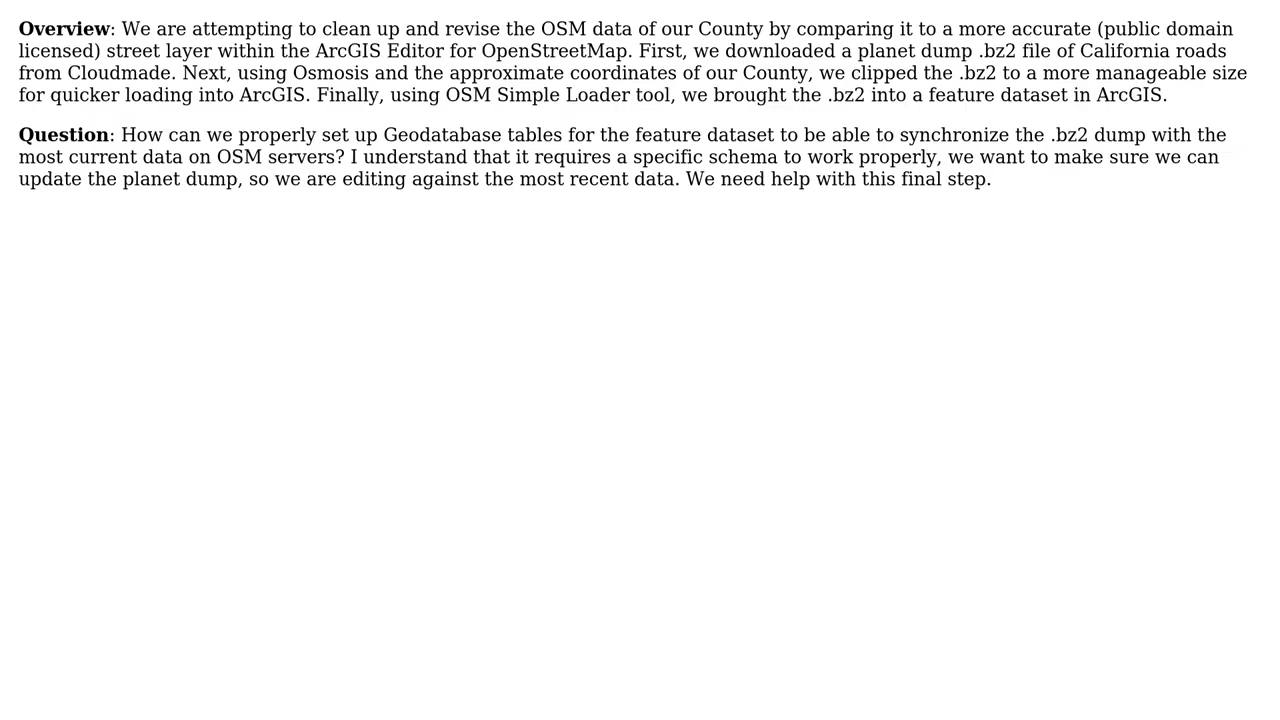 Overview: We are attempting to clean up and revise the OSM data of our County by comparing it to a more accurate (public domain
licensed) street layer within the ArcGIS Editor for OpenStreetMap. First, we downloaded a planet dump .bz2 file of California roads
from Cloudmade. Next, using Osmosis and the approximate coordinates of our County, we clipped the .bz2 to a more manageable size
for quicker loading into ArcGIS. Finally, using OSM Simple Loader tool, we brought the .bz2 into a feature dataset in ArcGIS.
Question: How can we properly set up Geodatabase tables for the feature dataset to be able to synchronize the .bz2 dump with the
most current data on OSM servers? I understand that it requires a specific schema to work properly, we want to make sure we can
update the planet dump, so we are editing against the most recent data. We need help with this final step.